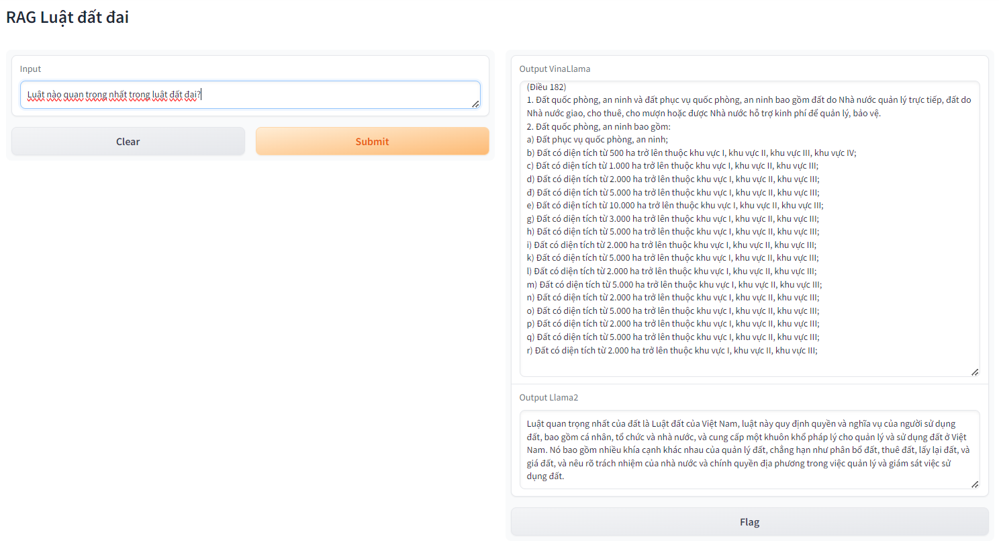 RAG Luật đất đai
Input
Luật nào quan trọng nhất trong luật đất đai?
Clear
Submit
Output VinaLlama
(Điều 182)
1. Đất quốc phòng, an ninh và đất phục vụ quốc phòng, an ninh bao gồm đất do Nhà nước quản lý trực tiếp, đất do
Nhà nước giao, cho thuê, cho mượn hoặc được Nhà nước hỗ trợ kinh phí để quản lý, bảo vệ.
2. Đất quốc phòng, an ninh bao gồm:
a) Đất phục vụ quốc phòng, an ninh;
b) Đất có diện tích từ 500 ha trở lên thuộc khu vực I, khu vực II, khu vực III, khu vực IV;
c) Đất có diện tích từ 1.000 ha trở lên thuộc khu vực I, khu vực II, khu vực III;
d) Đất có diện tích từ 2.000 ha trở lên thuộc khu vực I, khu vực II, khu vực III;
đ) Đất có diện tích từ 5.000 ha trở lên thuộc khu vực I, khu vực II, khu vực III;
e) Đất có diện tích từ 10.000 ha trở lên thuộc khu vực I, khu vực II, khu vực III;
g) Đất có diện tích từ 3.000 ha trở lên thuộc khu vực I, khu vực II, khu vực III;
h) Đất có diện tích từ 5.000 ha trở lên thuộc khu vực I, khu vực II, khu vực III;
i) Đất có diện tích từ 2.000 ha trở lên thuộc khu vực I, khu vực II, khu vực III;
k) Đất có diện tích từ 5.000 ha trở lên thuộc khu vực I, khu vực II, khu vực III;
l) Đất có diện tích từ 2.000 ha trở lên thuộc khu vực I, khu vực II, khu vực III;
m) Đất có diện tích từ 5.000 ha trở lên thuộc khu vực I, khu vực II, khu vực III;
n) Đất có diện tích từ 2.000 ha trở lên thuộc khu vực I, khu vực II, khu vực III;
o) Đất có diện tích từ 5.000 ha trở lên thuộc khu vực I, khu vực II, khu vực III;
p) Đất có diện tích từ 2.000 ha trở lên thuộc khu vực I, khu vực II, khu vực III;
q) Đất có diện tích từ 5.000 ha trở lên thuộc khu vực I, khu vực II, khu vực III;
r) Đất có diện tích từ 2.000 ha trở lên thuộc khu vực I, khu vực II, khu vực III;
Output Llama2
Luật quan trọng nhất của đất là Luật đất của Việt Nam, luật này quy định quyền và nghĩa vụ của người sử dụng
đất, bao gồm cá nhân, tổ chức và nhà nước, và cung cấp một khuôn khổ pháp lý cho quản lý và sử dụng đất ở Việt
Nam. Nó bao gồm nhiều khía cạnh khác nhau của quản lý đất, chẳng hạn như phân bổ đất, thuê đất, lấy lại đất, và
giá đất, và nêu rõ trách nhiệm của nhà nước và chính quyền địa phương trong việc quản lý và giám sát việc sử
dụng đất.
Flag